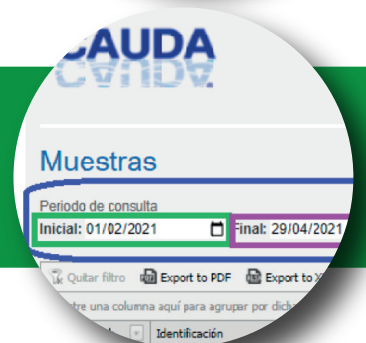 CAUDA
Muestras
Periodo de consulta
Inicial: 01/02/2021 Final: 29/04/2021
Quitar filtro Export to PDF Export to
una columna aquí para agrupar por
Identificación